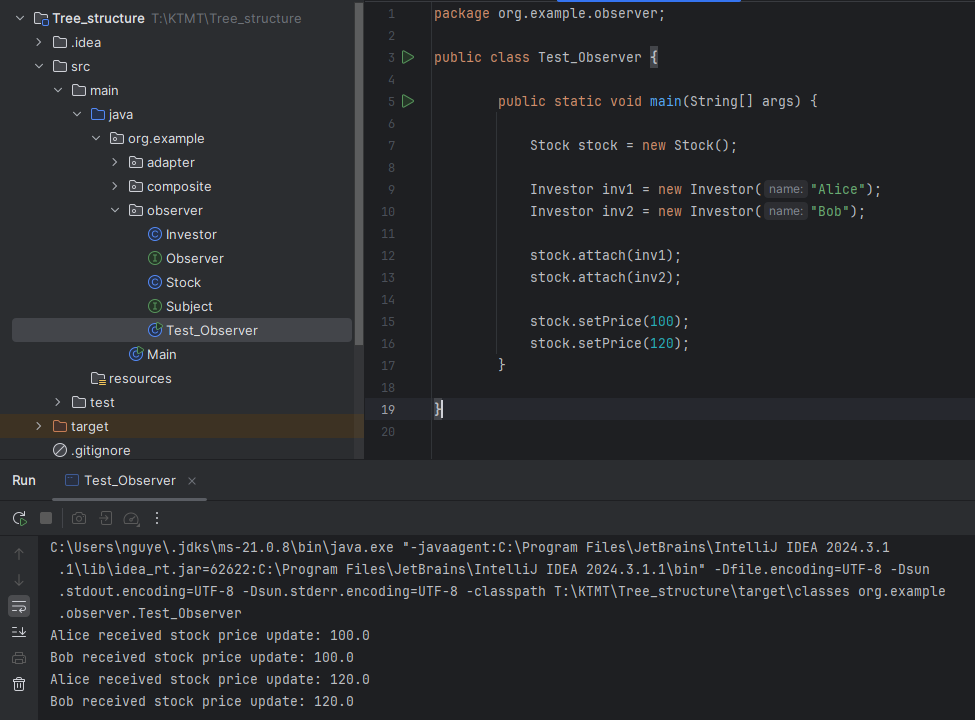 Tree_structure T:\KTMT\Tree_structure
.idea
src
main
java
org.example
adapter
composite
observer
Investor
Observer
Stock
Subject
Test_Observer
Main
resources
test
target
.gitignore
1 package org.example.observer;
2
3 public class Test_Observer {
4
5 public static void main(String[] args) {
6
7 Stock stock = new Stock();
8
9 Investor inv1 = new Investor( name: "Alice");
10 Investor inv2 = new Investor( name: "Bob");
11
12 stock.attach(inv1);
13 stock.attach(inv2);
14
15 stock.setPrice(100);
16 stock.setPrice(120);
17 }
18
19 }
20
Run Test_Observer
C:\Users\nguye\.jdks\ms-21.0.8\bin\java.exe "-javaagent:C:\Program Files\JetBrains\IntelliJ IDEA 2024.3.1
.1\lib\idea_rt.jar=62622:C:\Program Files\JetBrains\IntelliJ IDEA 2024.3.1.1\bin" -Dfile.encoding=UTF-8 -Dsun
.stdout.encoding=UTF-8 -Dsun.stderr.encoding=UTF-8 -classpath T:\KTMT\Tree_structure\target\classes org.example
.observer.Test_Observer
Alice received stock price update: 100.0
Bob received stock price update: 100.0
Alice received stock price update: 120.0
Bob received stock price update: 120.0